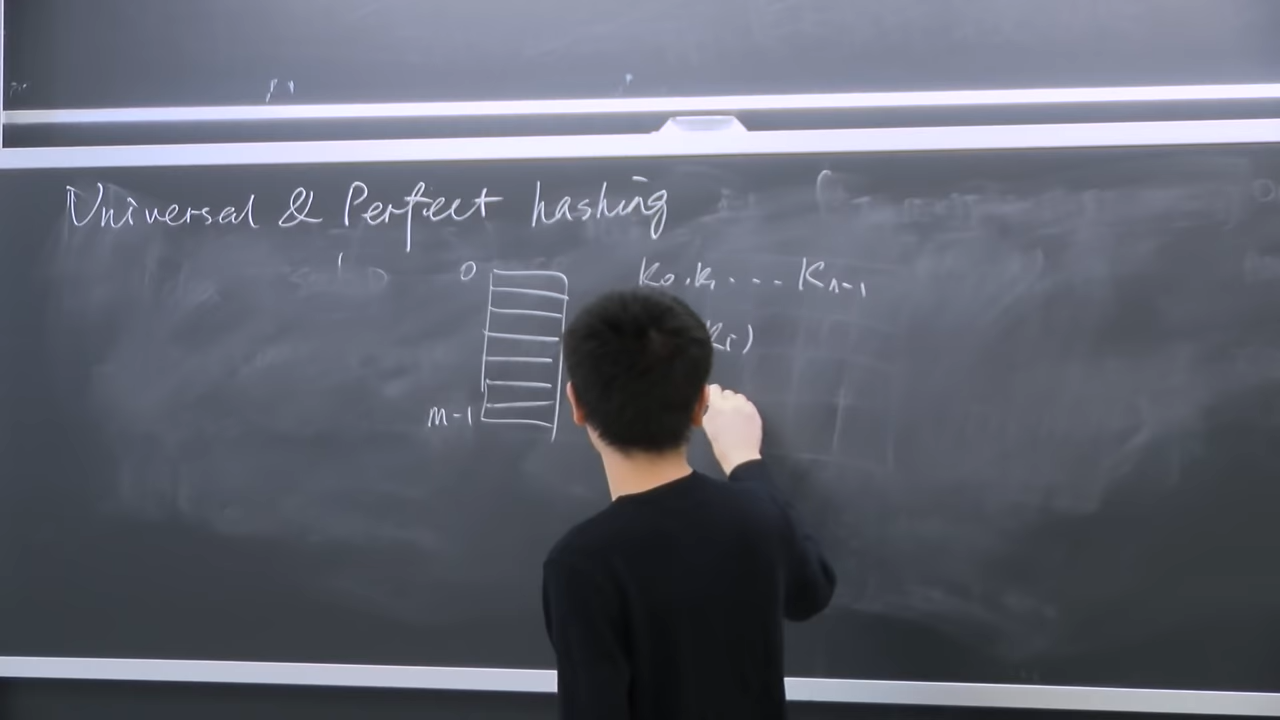 Universal & Perfect hashing
0
K0, K1 .... Kn-1
m-1